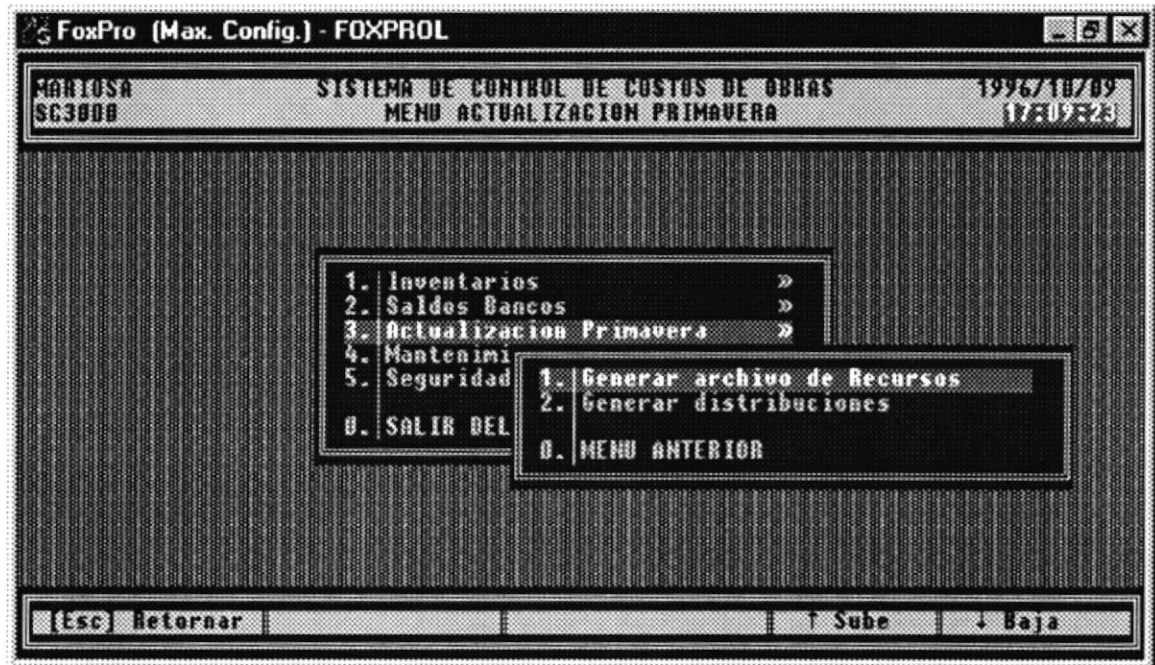 FoxPro (Max. Config.) - FOXPROL
MARIOSA SISTEMA DE CONTROL DE COSTOS DE OBRAS 1996/10/09
SG3000 MENU ACTUALIZACION PRIMAVERA 17:09:23
1. Inventarios »
2. Saldos Bancos »
3. Actualizacion Primavera »
4. Mantenimi
5. Seguridad
0. SALIR DEL
1. Generar archivo de Recursos
2. Generar distribuciones
0. MENU ANTERIOR
[Esc] Retornar ↑ Sube ↓ Baja